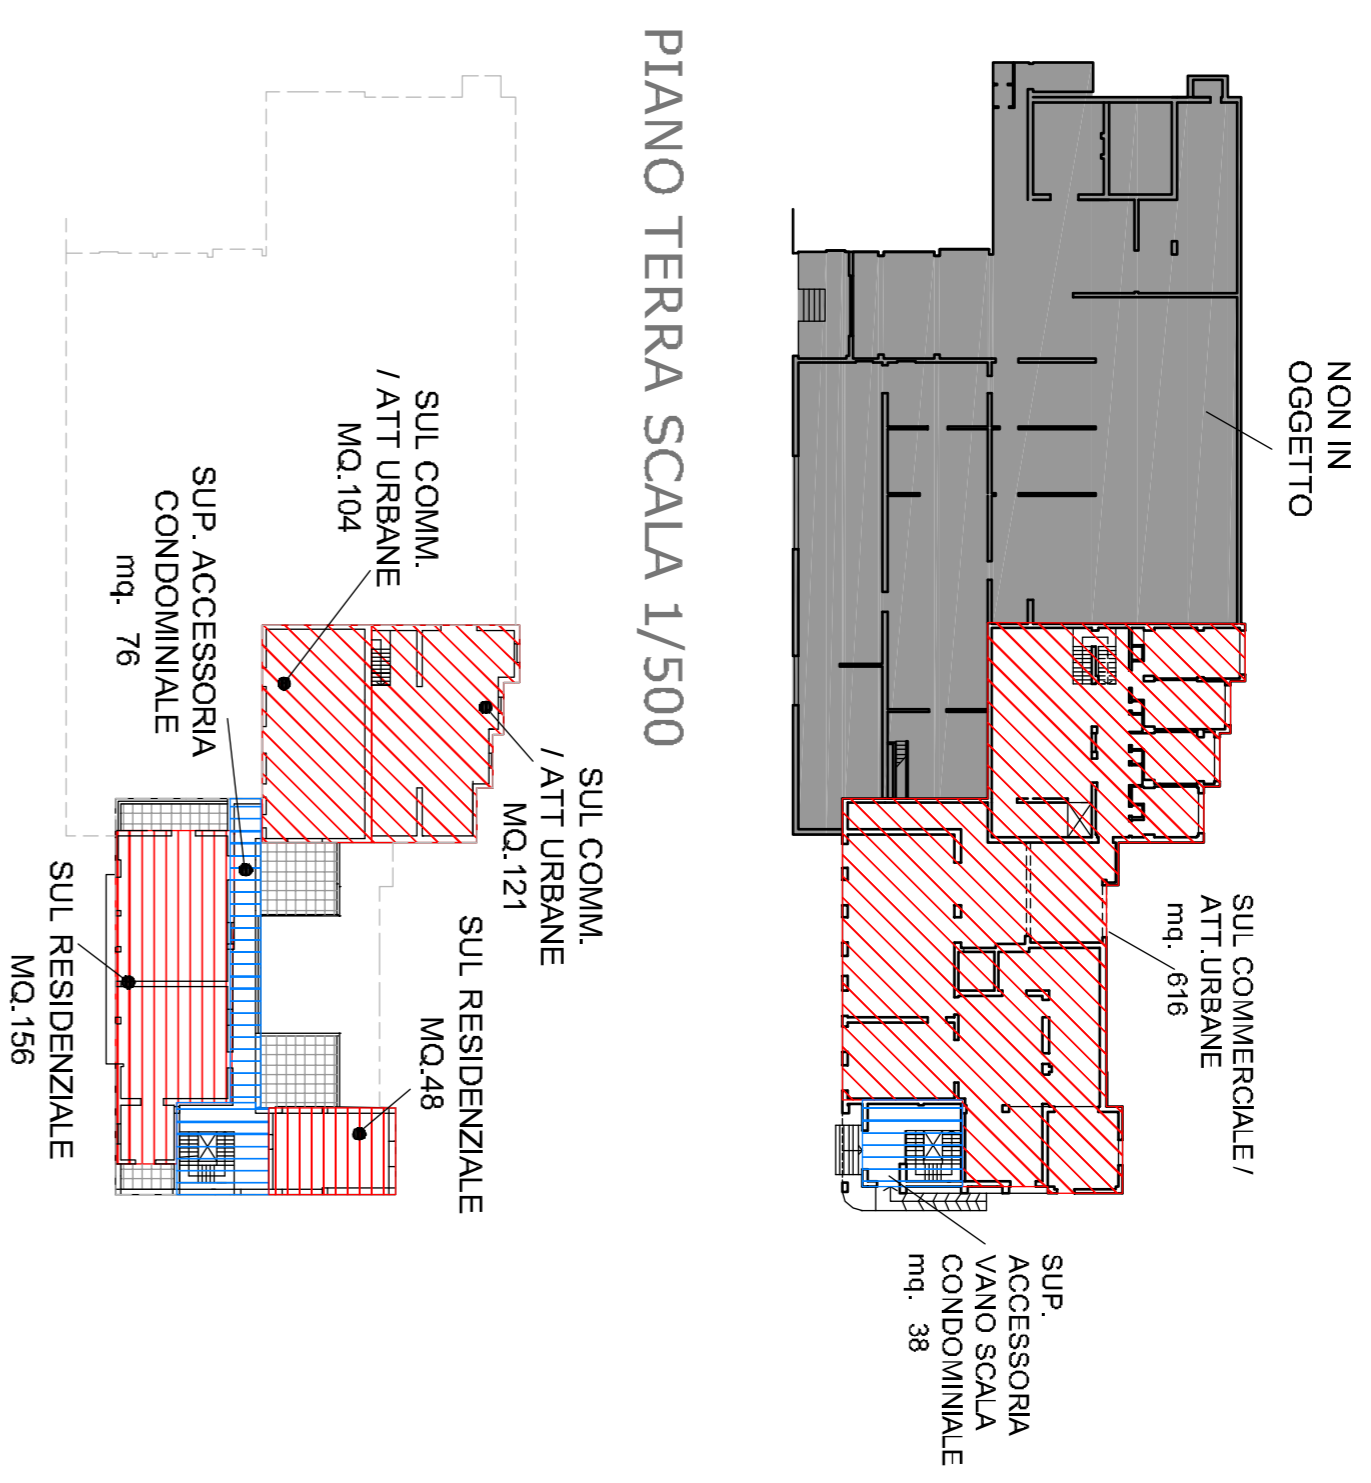 NON IN
OGGETTO
SUL COMMERCIALE /
ATT.URBANE
mq. 616
SUP.
ACCESSORIA
VANO SCALA
CONDOMINIALE
mq. 38
PIANO TERRA SCALA 1/500
SUL COMM.
/ ATT URBANE
MQ.104
SUL COMM.
/ ATT URBANE
MQ.121
SUP. ACCESSORIA
CONDOMINIALE
mq. 76
SUL RESIDENZIALE
MQ.48
SUL RESIDENZIALE
MQ.156